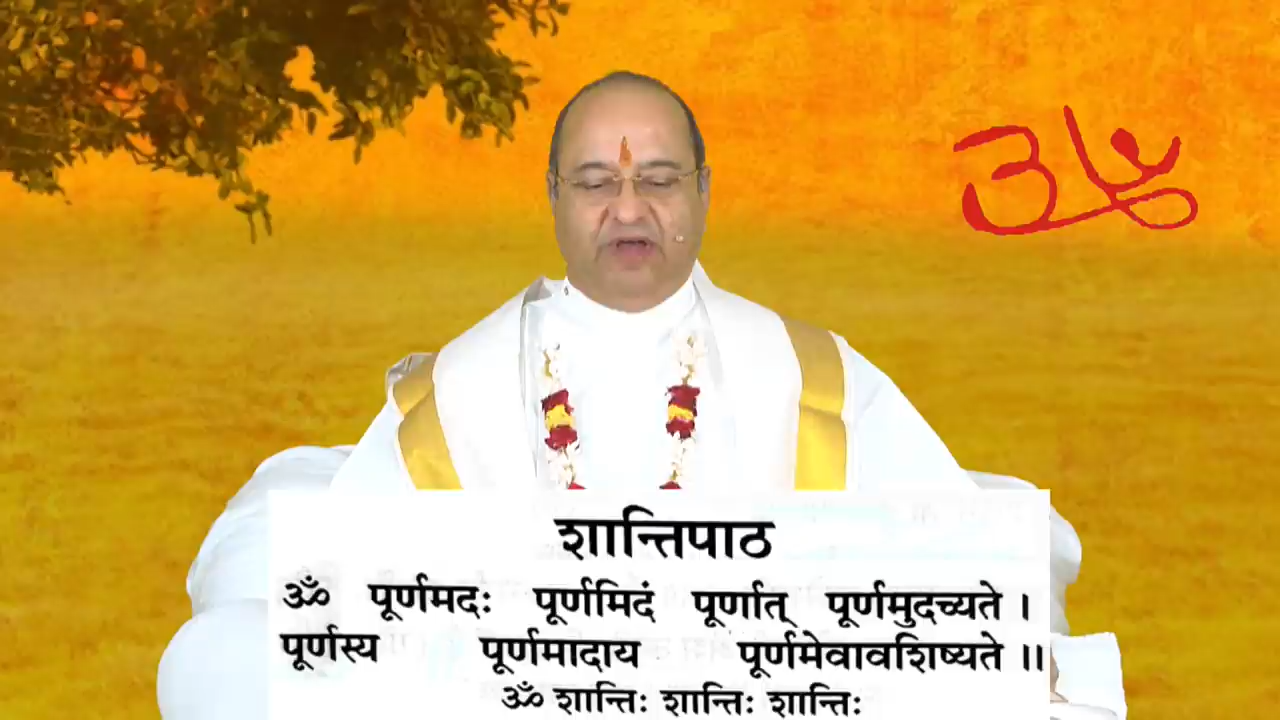 ॐ
शान्तिपाठ
ॐ पूर्णमदः पूर्णमिदं पूर्णात् पूर्णमुदच्यते ।
पूर्णस्य पूर्णमादाय पूर्णमेवावशिष्यते ॥
ॐ शान्तिः शान्तिः शान्तिः